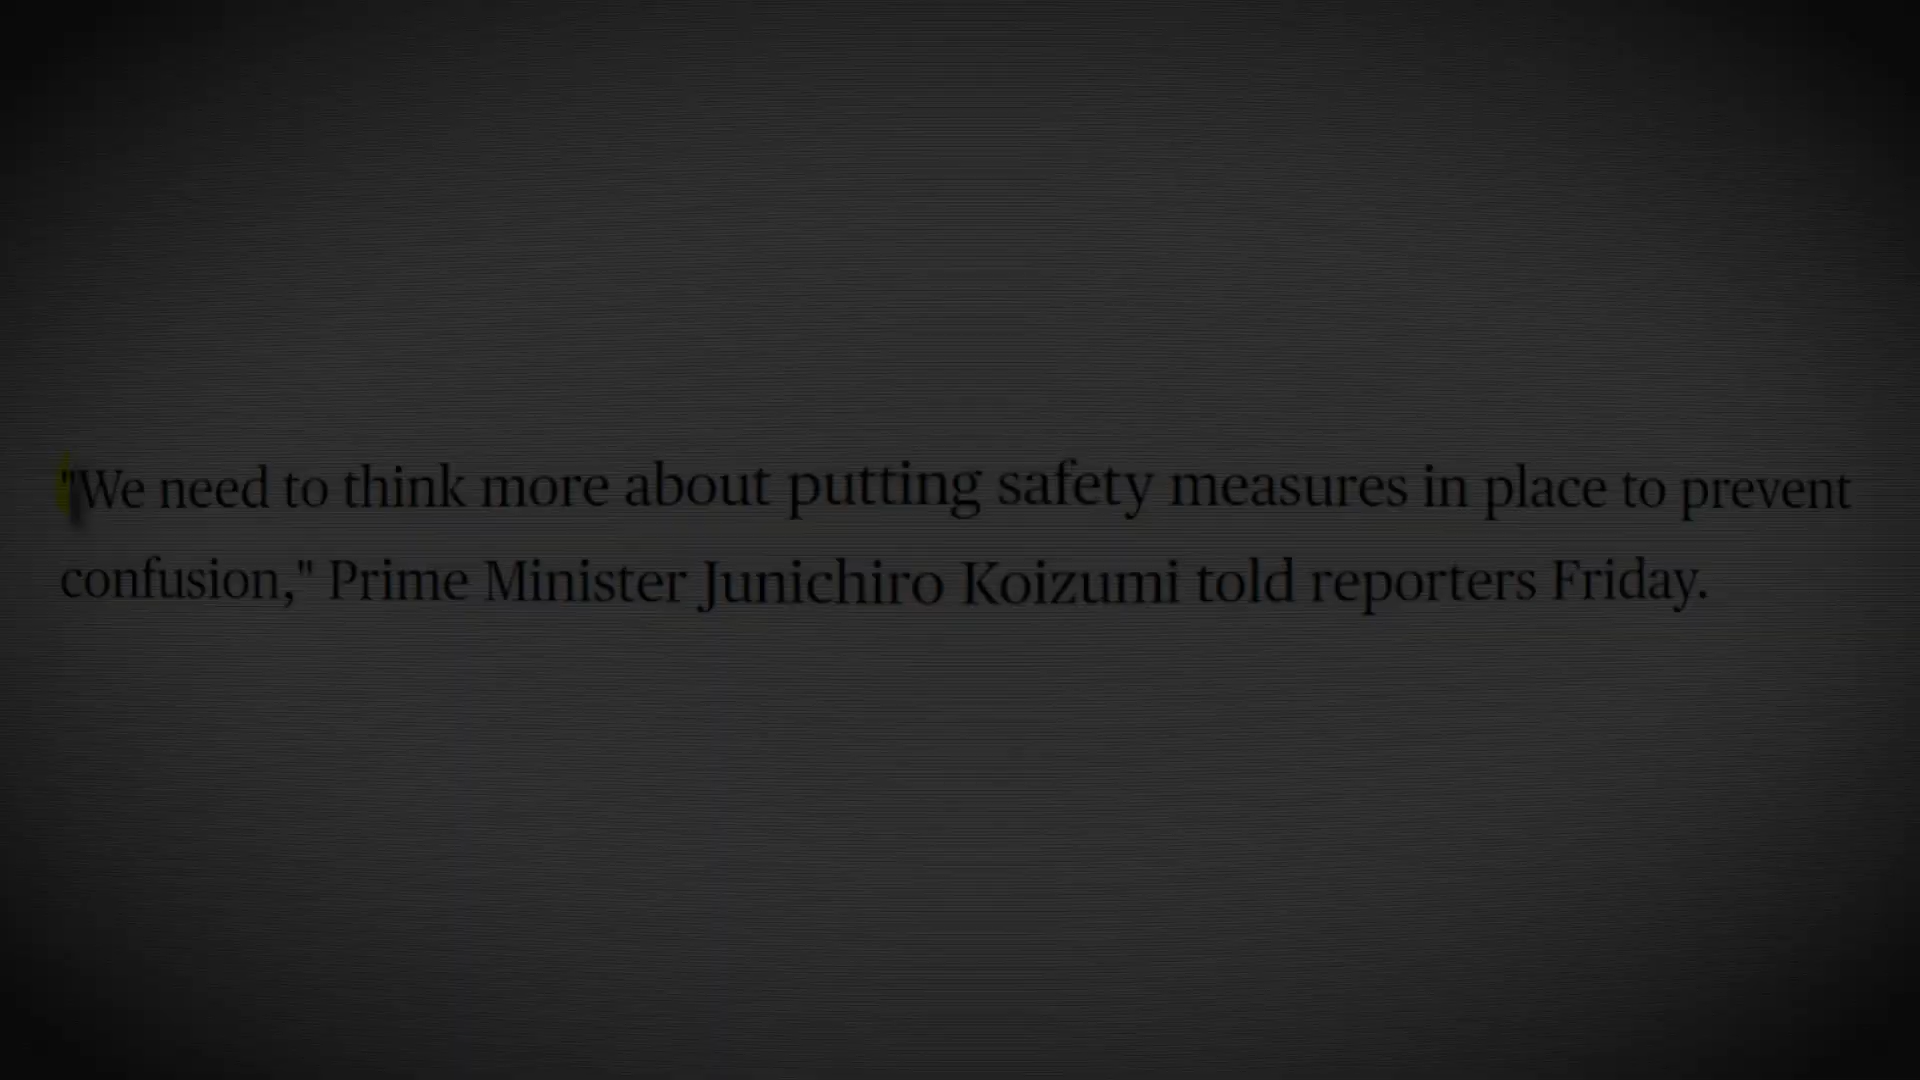 "We need to think more about putting safety measures in place to prevent
confusion," Prime Minister Junichiro Koizumi told reporters Friday.